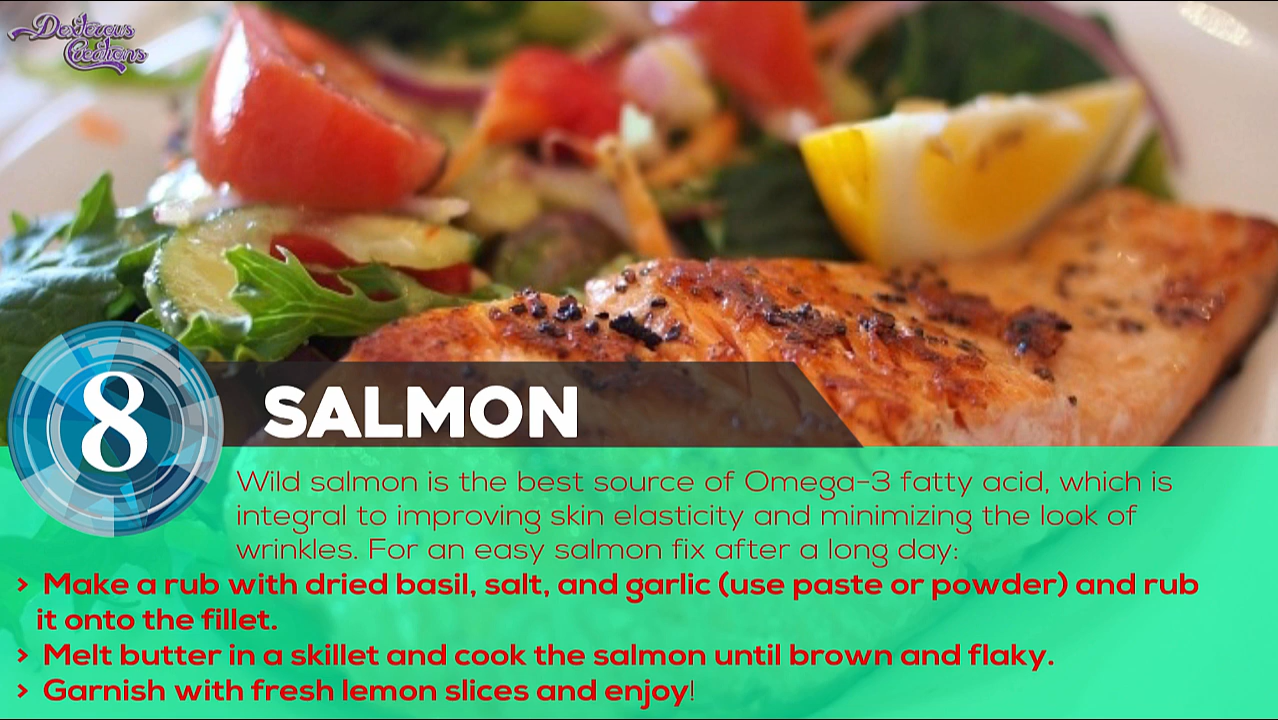 Dexterous
Creations
8
SALMON
Wild salmon is the best source of Omega-3 fatty acid, which is
integral to improving skin elasticity and minimizing the look of
wrinkles. For an easy salmon fix after a long day:
> Make a rub with dried basil, salt, and garlic (use paste or powder) and rub
it onto the fillet.
> Melt butter in a skillet and cook the salmon until brown and flaky.
> Garnish with fresh lemon slices and enjoy!